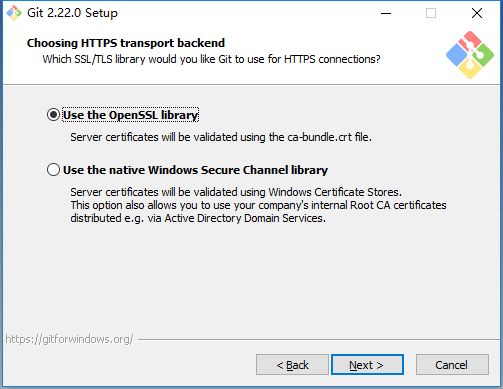 Git 2.22.0 Setup
Choosing HTTPS transport backend
Which SSL/TLS library would you like Git to use for HTTPS connections?
Use the OpenSSL library
Server certificates will be validated using the ca-bundle.crt file.
Use the native Windows Secure Channel library
Server certificates will be validated using Windows Certificate Stores.
This option also allows you to use your company's internal Root CA certificates
distributed e.g. via Active Directory Domain Services.
https://gitforwindows.org/
< Back Next > Cancel